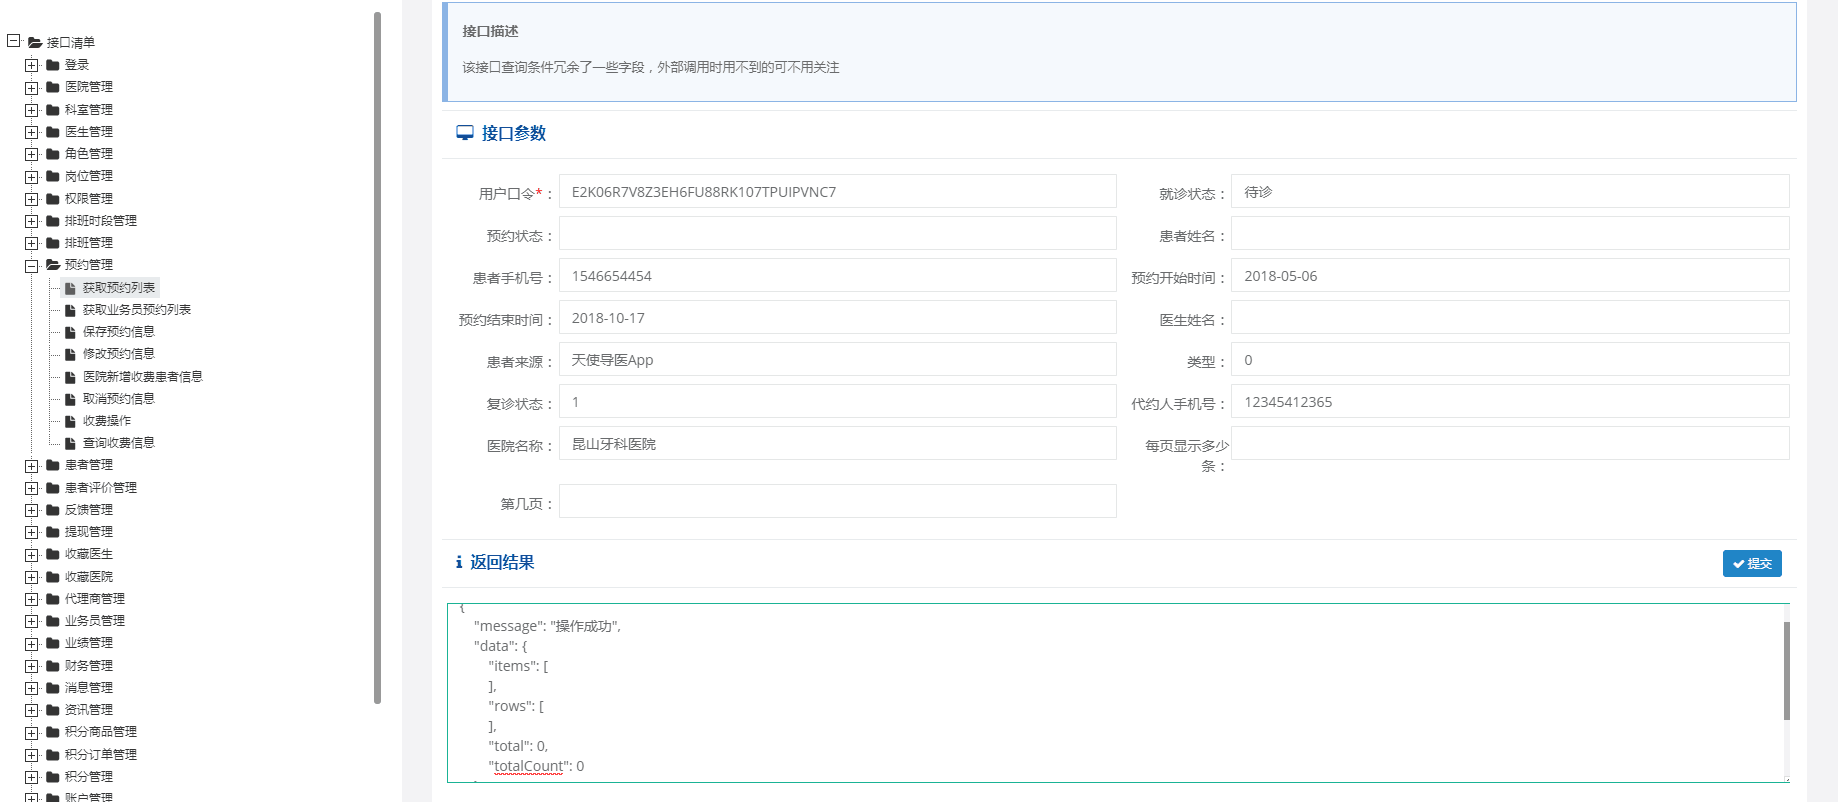 接口清单
登录
医院管理
科室管理
医生管理
角色管理
岗位管理
权限管理
排班时段管理
排班管理
预约管理
获取预约列表
获取业务员预约列表
保存预约信息
修改预约信息
医院新增收费患者信息
取消预约信息
收费操作
查询收费信息
患者管理
患者评价管理
反馈管理
提现管理
收藏医生
收藏医院
代理商管理
业务员管理
业绩管理
财务管理
消息管理
资讯管理
积分商品管理
积分订单管理
积分管理
账户管理
接口描述
该接口查询条件冗余了一些字段，外部调用时用不到的可不用关注
接口参数
用户口令*： E2K06R7V8Z3EH6FU88RK107TPUIPVNC7 就诊状态： 待诊
预约状态： 患者姓名：
患者手机号： 1546654454 预约开始时间： 2018-05-06
预约结束时间： 2018-10-17 医生姓名：
患者来源： 天使导医App 类型： 0
复诊状态： 1 代约人手机号： 12345412365
医院名称： 昆山牙科医院 每页显示多少
条：
第几页：
返回结果 提交
{
"message": "操作成功",
"data": {
"items": [
],
"rows": [
],
"total": 0,
"totalCount": 0